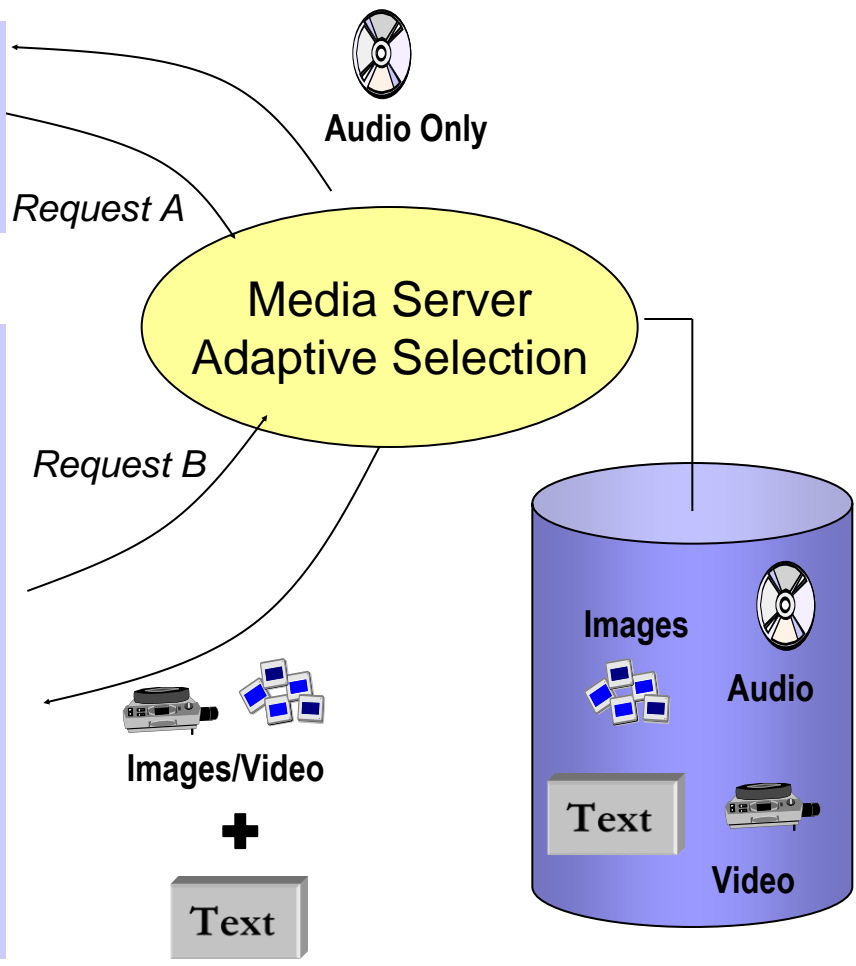 Audio Only
Request A
Media Server
Adaptive Selection
Request B
Images/Video
Text
Images
Audio
Text
Video